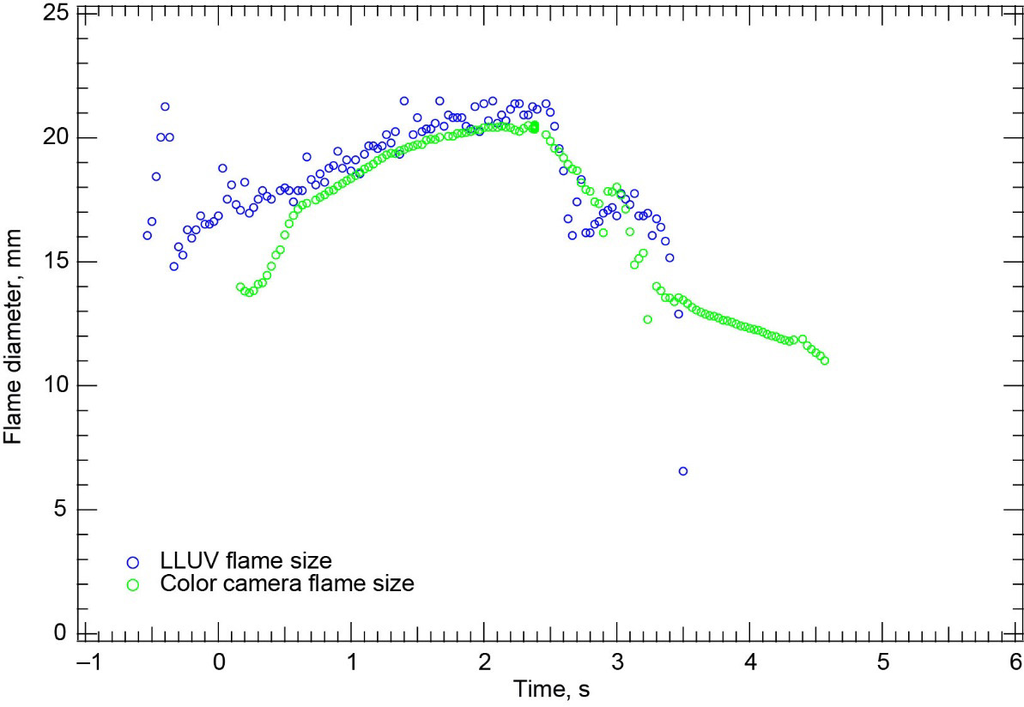 25
20
15
10
5
0
Flame diameter, mm
LLUV flame size
Color camera flame size
–1 0 1 2 3 4 5 6
Time, s